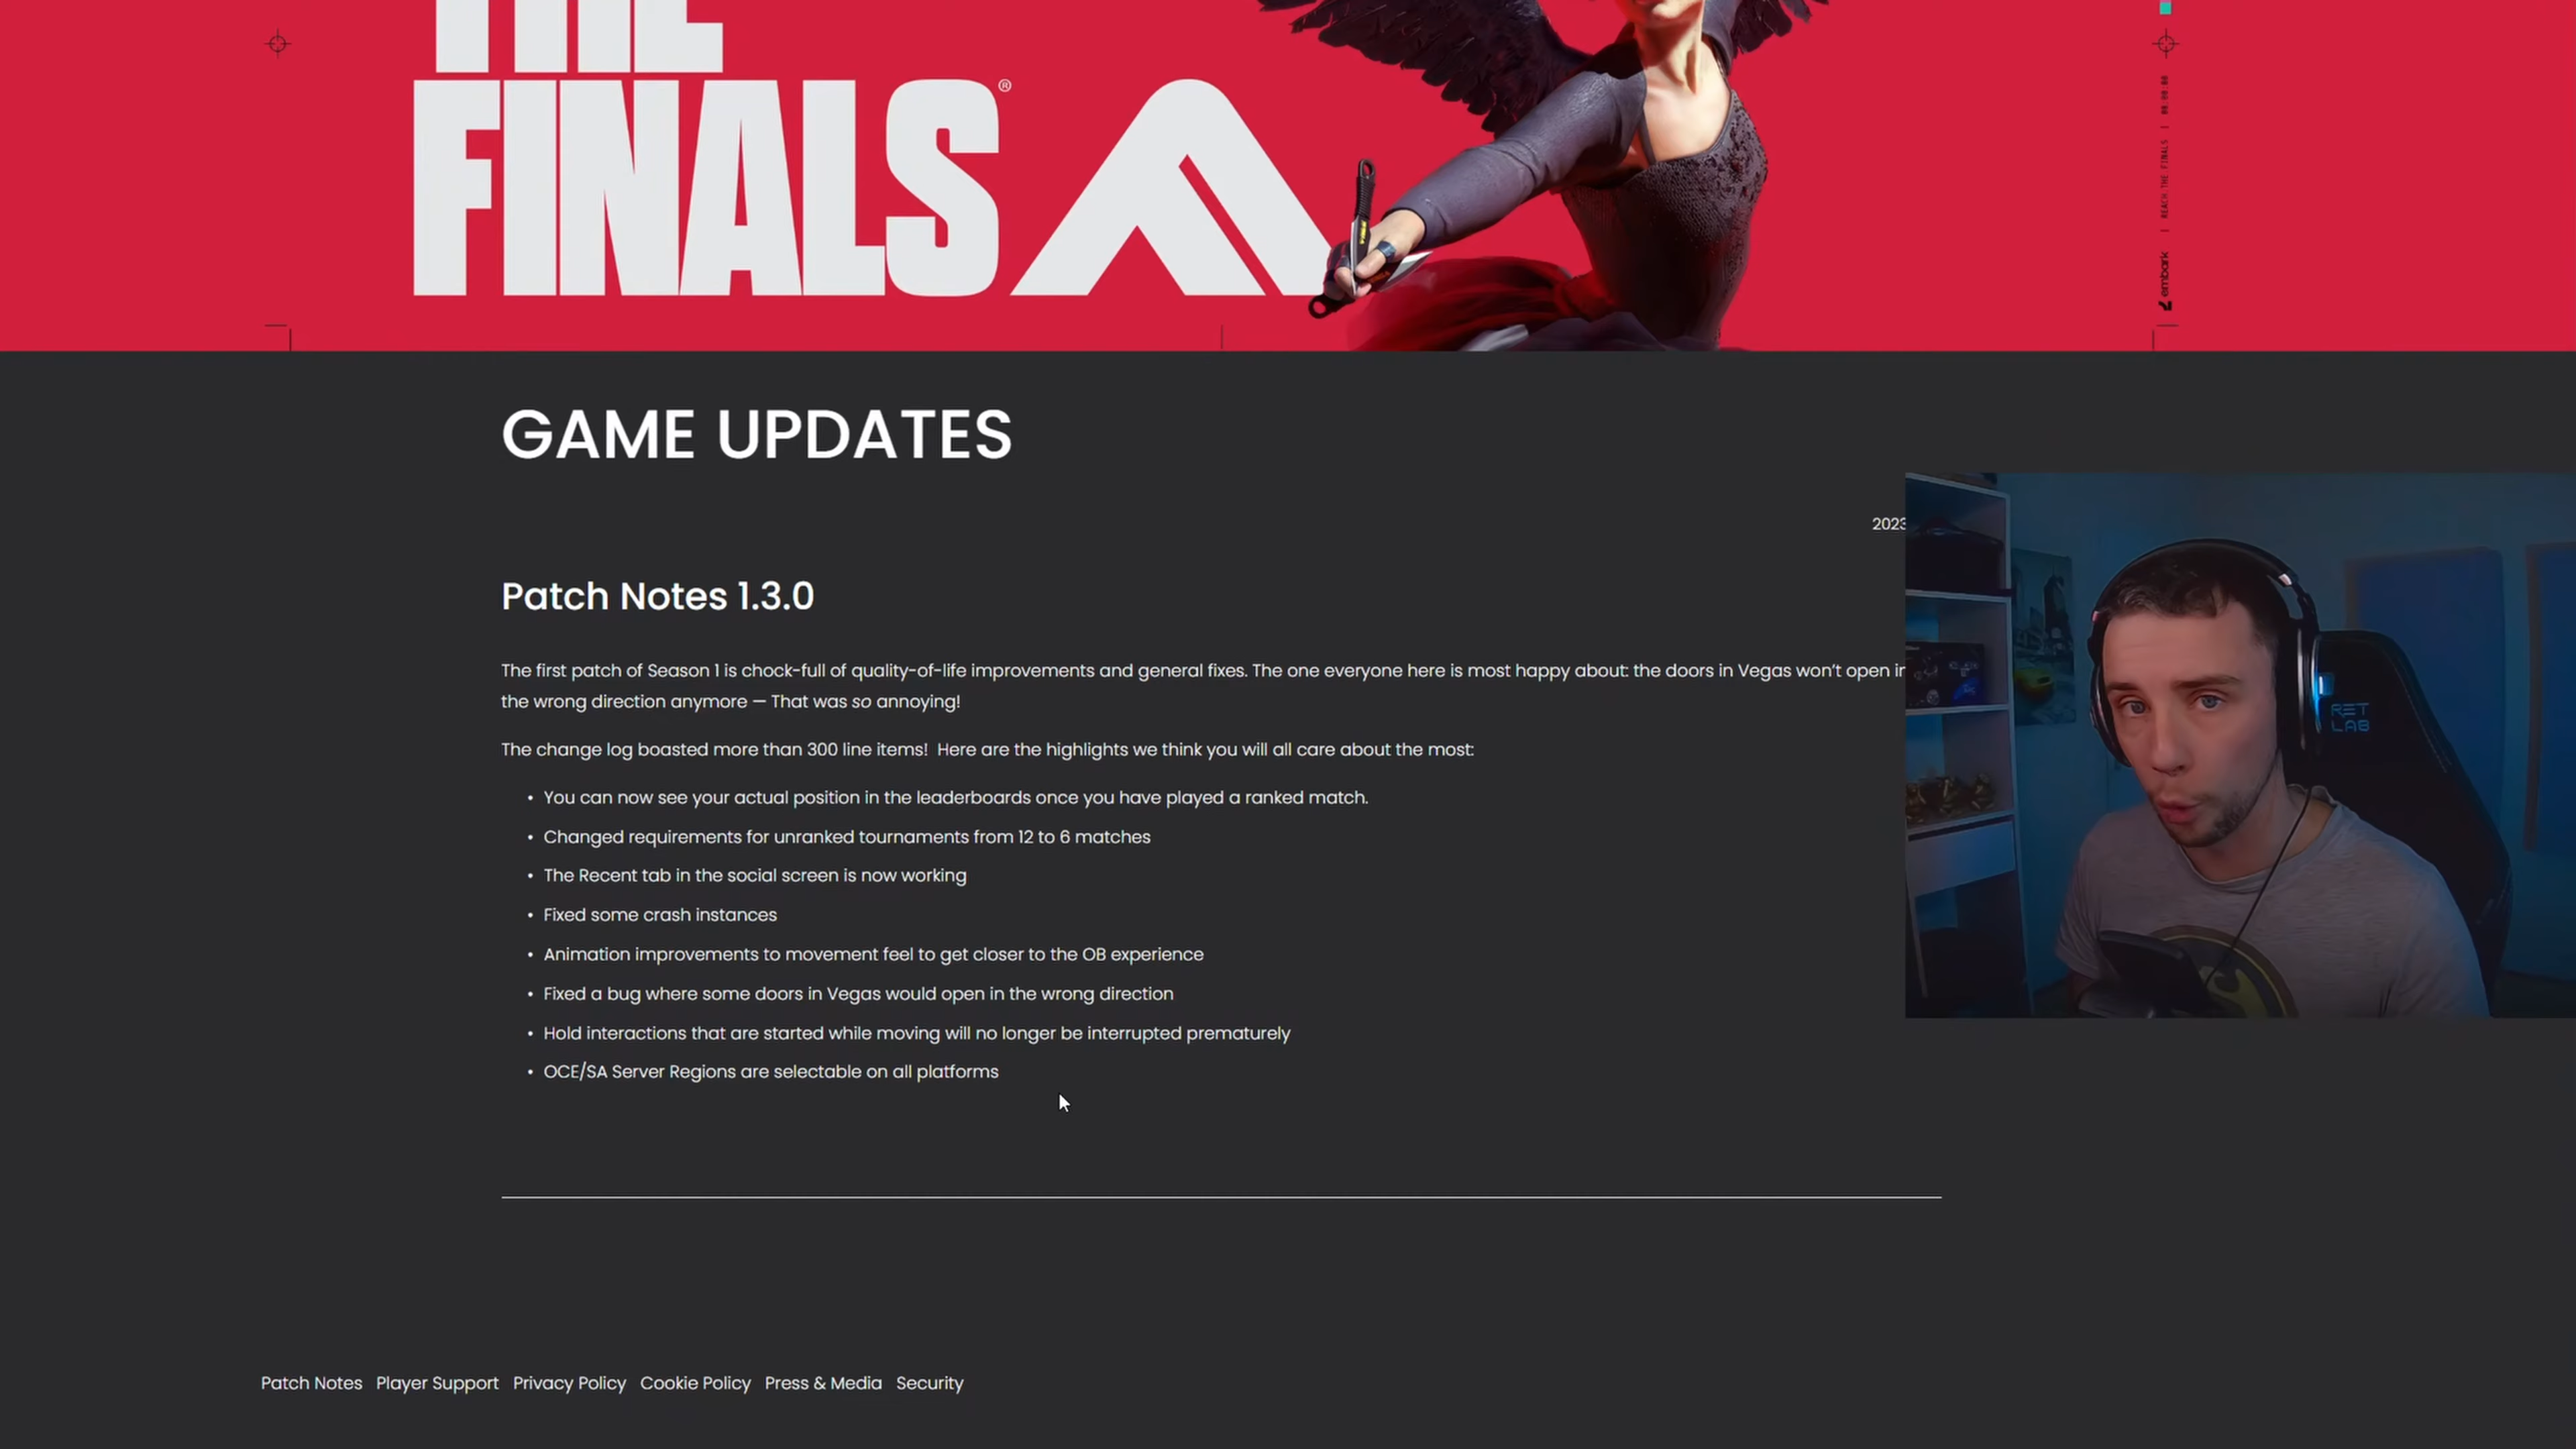 THE
FINALS®
REACH THE FINALS
embark
GAME UPDATES
2023
Patch Notes 1.3.0
The first patch of Season 1 is chock-full of quality-of-life improvements and general fixes. The one everyone here is most happy about: the doors in Vegas won't open in
the wrong direction anymore — That was so annoying!
The change log boasted more than 300 line items! Here are the highlights we think you will all care about the most:
• You can now see your actual position in the leaderboards once you have played a ranked match.
• Changed requirements for unranked tournaments from 12 to 6 matches
• The Recent tab in the social screen is now working
• Fixed some crash instances
• Animation improvements to movement feel to get closer to the OB experience
• Fixed a bug where some doors in Vegas would open in the wrong direction
• Hold interactions that are started while moving will no longer be interrupted prematurely
• OCE/SA Server Regions are selectable on all platforms
RET
LAB
Patch Notes Player Support Privacy Policy Cookie Policy Press & Media Security